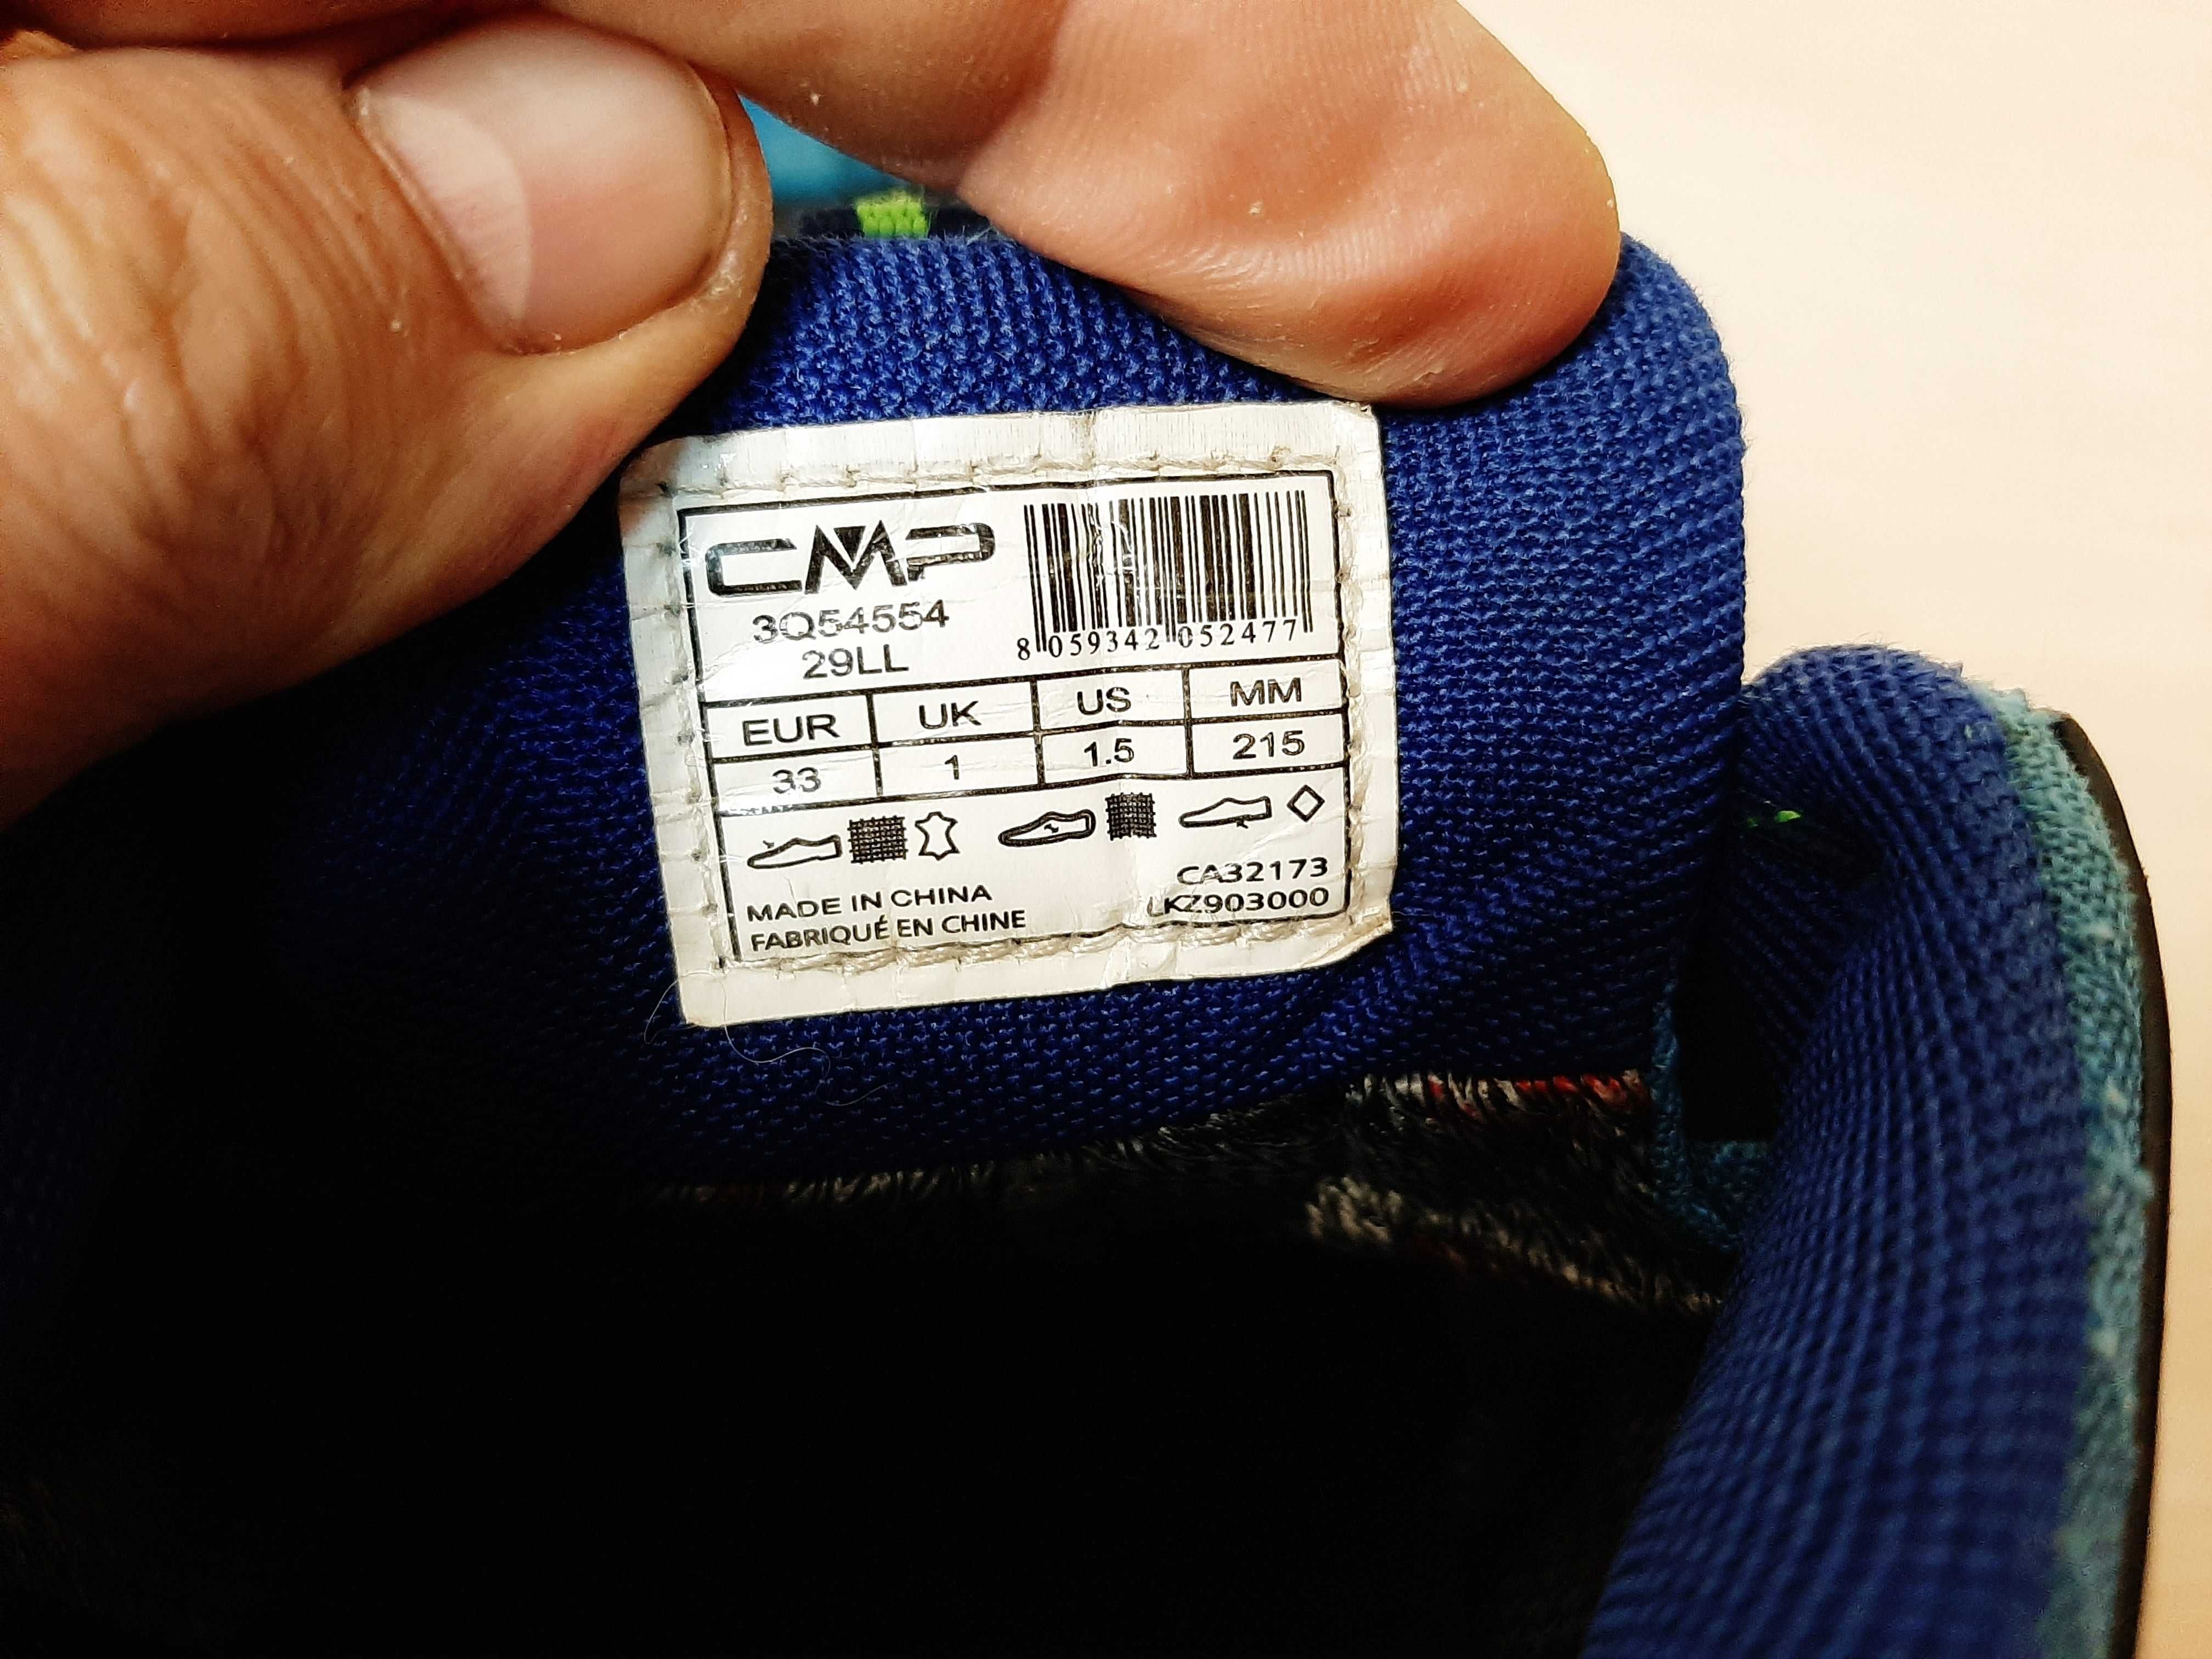 CMP
3Q54554
29LL
8 059342 052477
EUR UK US MM
33 1 1.5 215
CA32173
LKZ903000
MADE IN CHINA
FABRIQUÉ EN CHINE